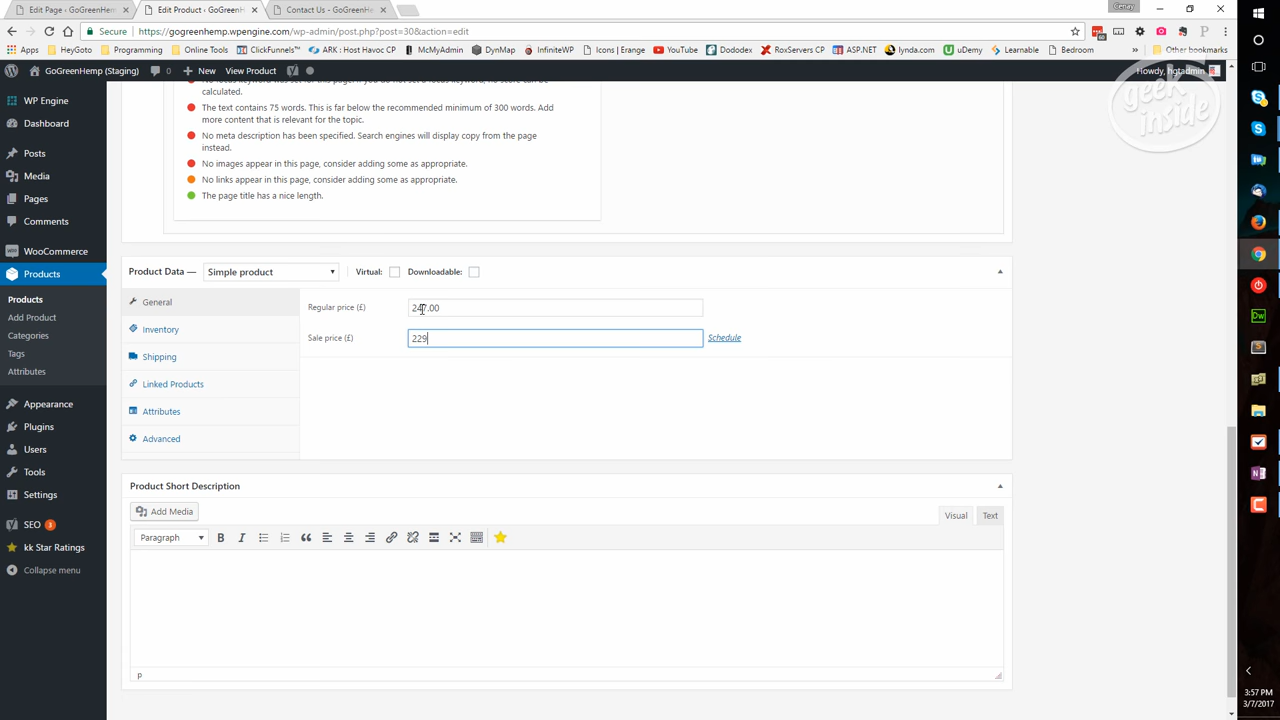 Edit Page ‹ GoGreenHemp
Edit Product ‹ GoGreenHe
Contact Us - GoGreenHe
Cenay
Secure https://gogreenhemp.wpengine.com/wp-admin/post.php?post=30&action=edit
Apps HeyGoto Programming Online Tools ClickFunnels™ ARK : Host Havoc CP McMyAdmin DynMap InfiniteWP Icons | Erange YouTube Dododex RoxServers CP ASP.NET lynda.com uDemy Learnable Bedroom » Other bookmarks
GoGreenHemp (Staging) 0 + New View Product Howdy, hgtadmin
geek inside
WP Engine
Dashboard
Posts
Media
Pages
Comments
WooCommerce
Products
Products
Add Product
Categories
Tags
Attributes
Appearance
Plugins
Users
Tools
Settings
SEO 3
kk Star Ratings
Collapse menu
calculated.
The text contains 75 words. This is far below the recommended minimum of 300 words. Add
more content that is relevant for the topic.
No meta description has been specified. Search engines will display copy from the page
instead.
No images appear in this page, consider adding some as appropriate.
No links appear in this page, consider adding some as appropriate.
The page title has a nice length.
Product Data — Simple product Virtual: Downloadable:
General
Inventory
Shipping
Linked Products
Attributes
Advanced
Regular price (£) 247.00
Sale price (£) 229 Schedule
Product Short Description
Add Media Visual Text
Paragraph B I
p
3:57 PM
3/7/2017